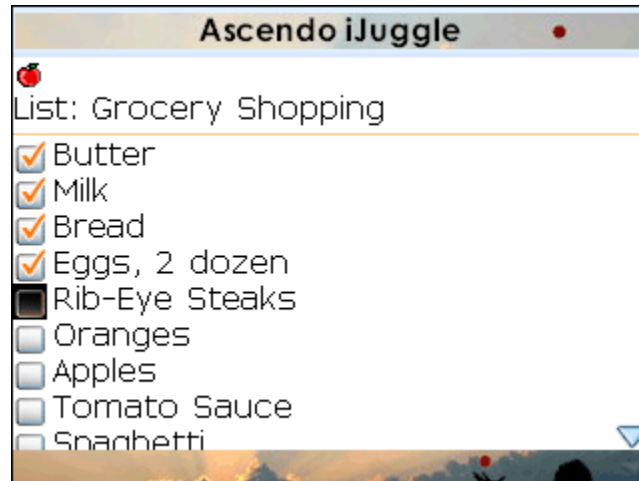 Ascendo iJuggle
List: Grocery Shopping
Butter
Milk
Bread
Eggs, 2 dozen
Rib-Eye Steaks
Oranges
Apples
Tomato Sauce
Spaghetti